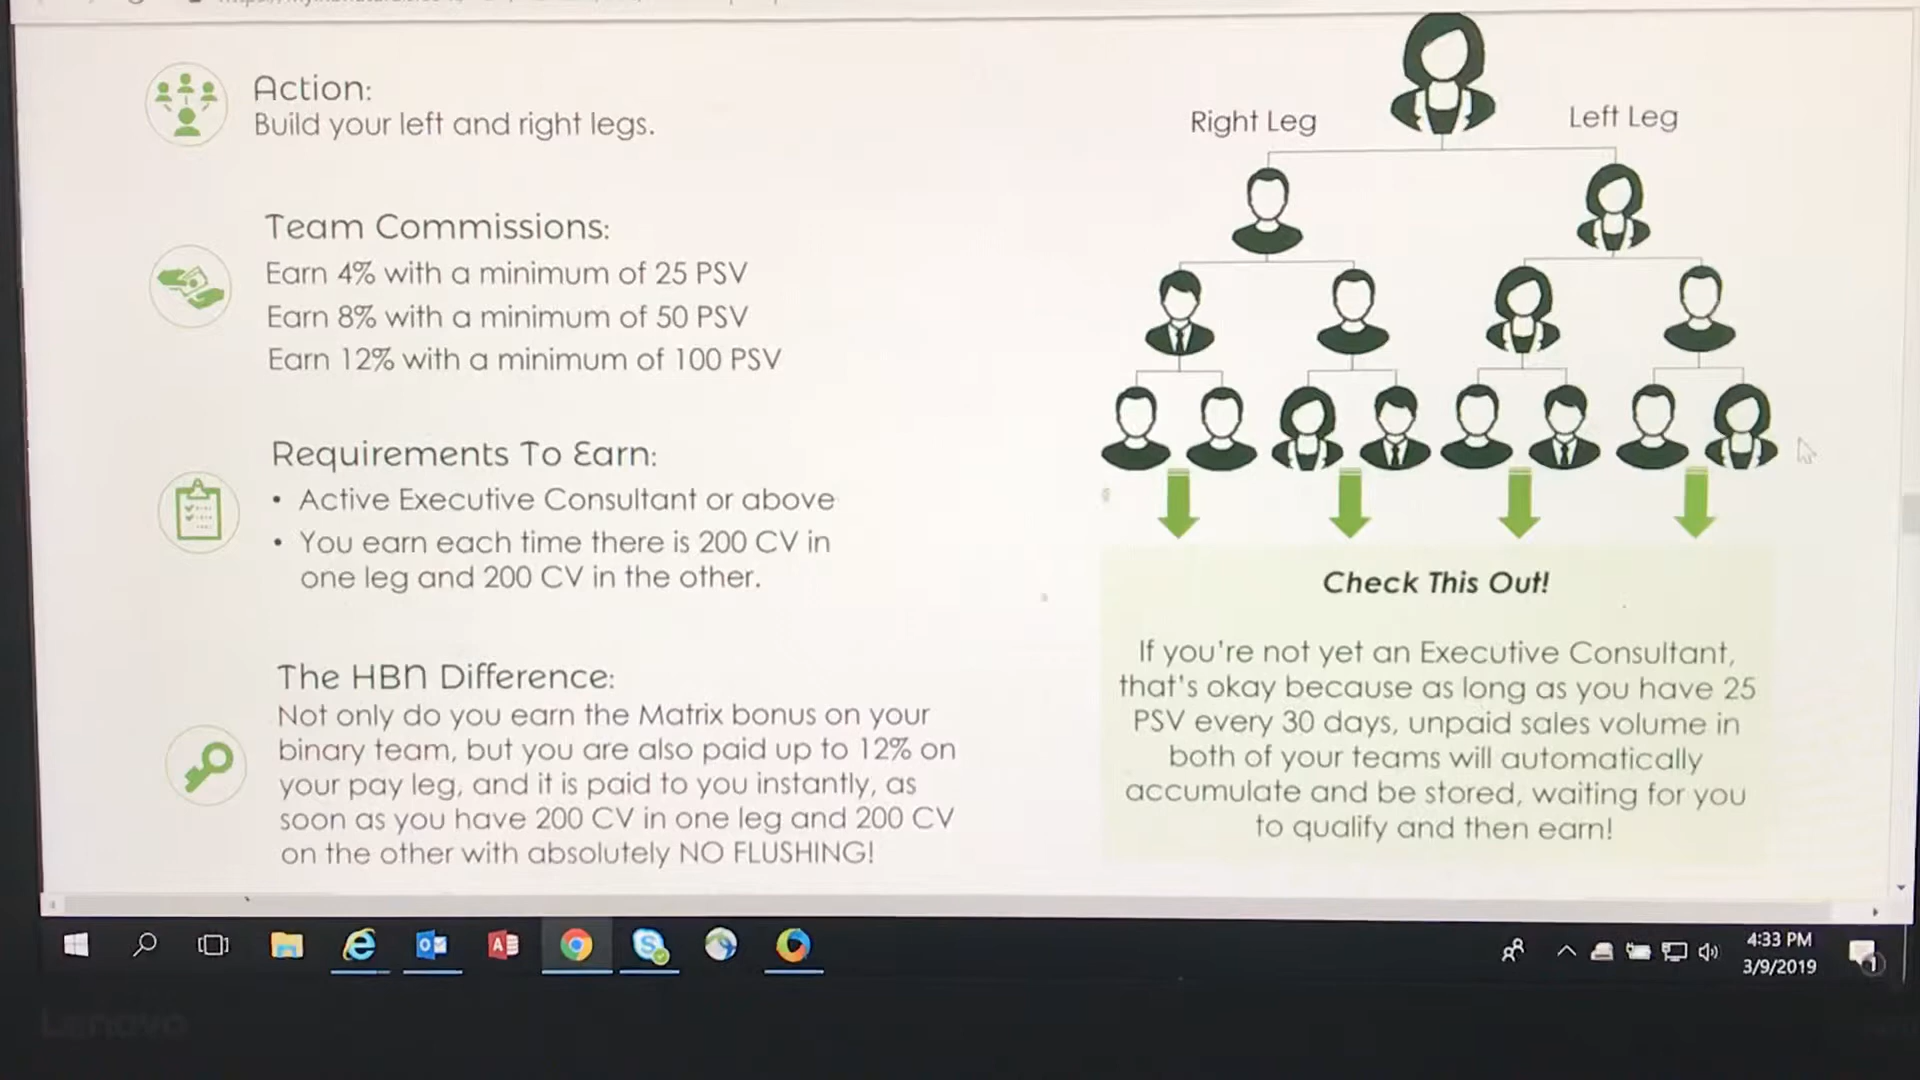 Action:
Build your left and right legs.
Team Commissions:
Earn 4% with a minimum of 25 PSV
Earn 8% with a minimum of 50 PSV
Earn 12% with a minimum of 100 PSV
Requirements To Earn:
• Active Executive Consultant or above
• You earn each time there is 200 CV in
one leg and 200 CV in the other.
The HBN Difference:
Not only do you earn the Matrix bonus on your
binary team, but you are also paid up to 12% on
your pay leg, and it is paid to you instantly, as
soon as you have 200 CV in one leg and 200 CV
on the other with absolutely NO FLUSHING!
Right Leg
Left Leg
Check This Out!
If you're not yet an Executive Consultant,
that's okay because as long as you have 25
PSV every 30 days, unpaid sales volume in
both of your teams will automatically
accumulate and be stored, waiting for you
to qualify and then earn!
4:33 PM
3/9/2019
1
Lenovo